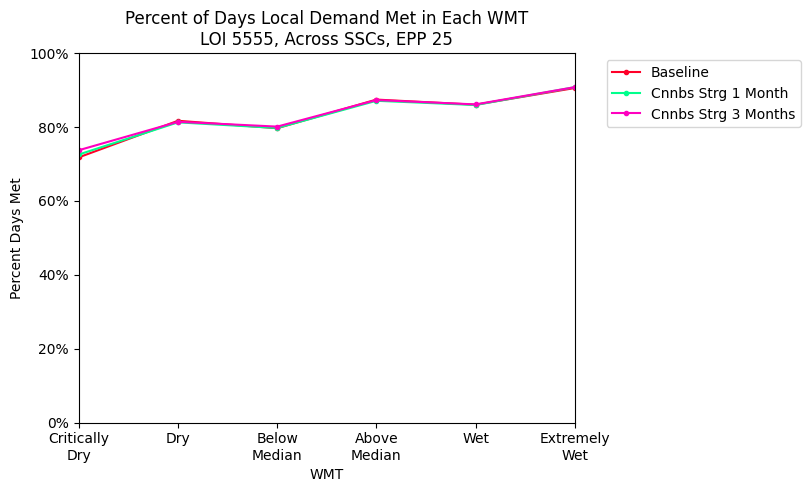 Percent of Days Local Demand Met in Each WMT
LOI 5555, Across SSCs, EPP 25
100%
80%
60%
40%
20%
0%
Percent Days Met
Critically
Dry
Dry
Below
Median
Above
Median
Wet
Extremely
Wet
WMT
Baseline
Cnnbs Strg 1 Month
Cnnbs Strg 3 Months